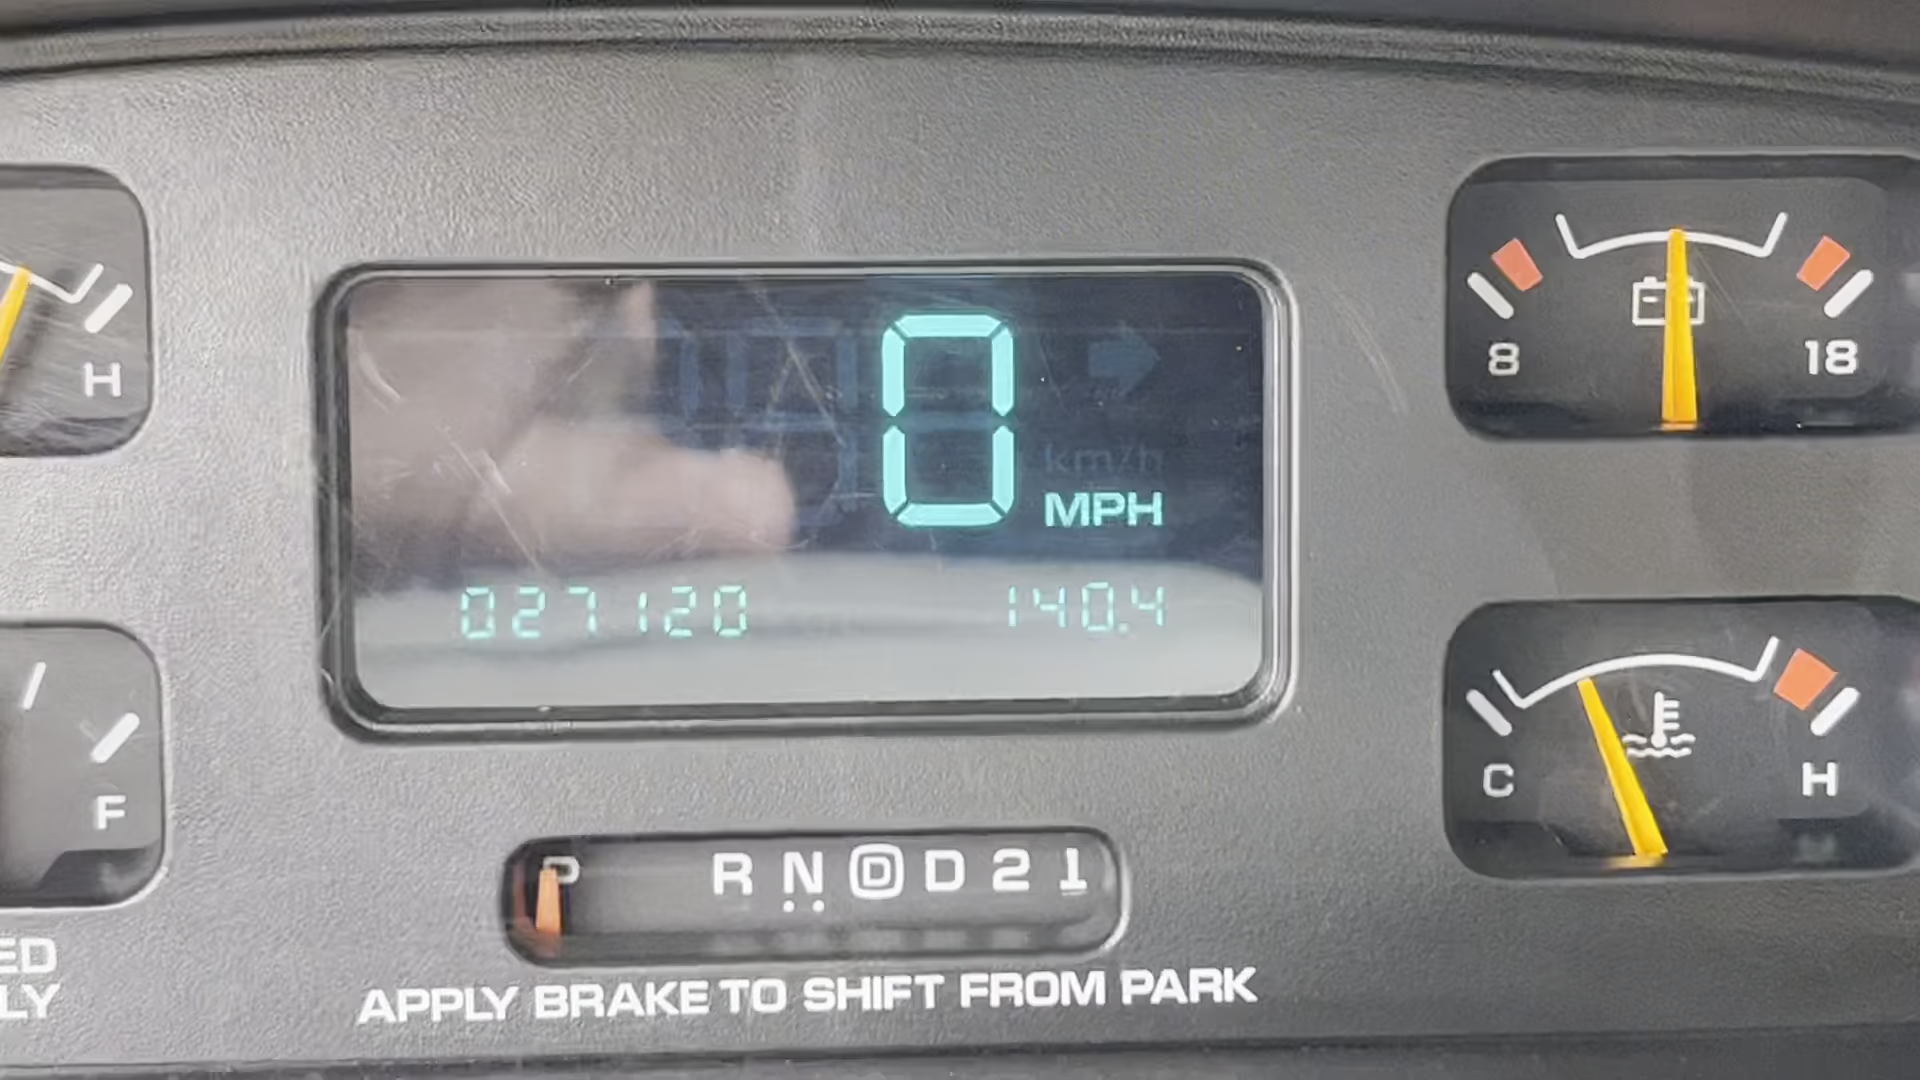 H
0
km/h
MPH
027120 140.4
8 18
F
C H
P R N D D 2 1
ED
LY
APPLY BRAKE TO SHIFT FROM PARK